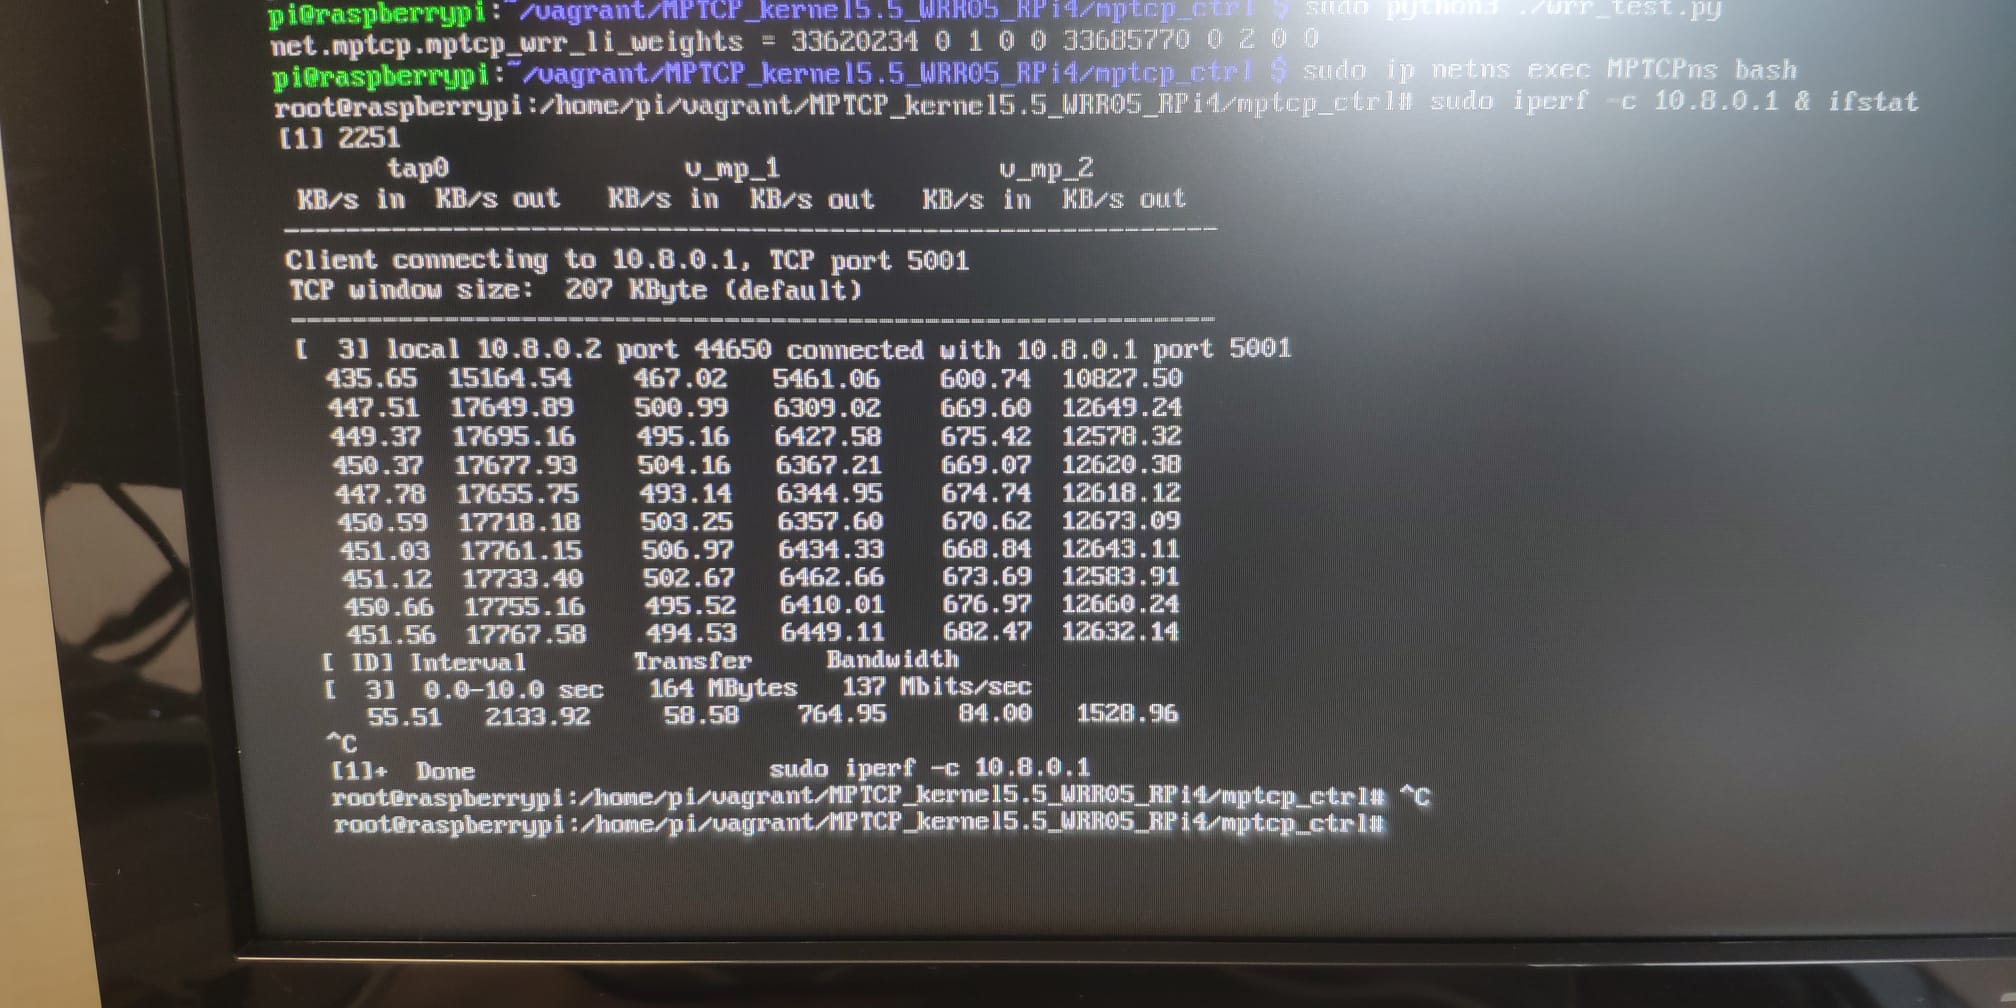 pi@raspberrypi:~/vagrant/MPTCP_kernel5.5_WRR05_RPi4/mptcp_ctrl $ sudo python3 ./wrr_test.py
net.mptcp.mptcp_wrr_li_weights = 33620234 0 1 0 0 33685770 0 2 0 0
pi@raspberrypi:~/vagrant/MPTCP_kernel5.5_WRR05_RPi4/mptcp_ctrl $ sudo ip netns exec MPTCPns bash
root@raspberrypi:/home/pi/vagrant/MPTCP_kernel5.5_WRR05_RPi4/mptcp_ctrl# sudo iperf -c 10.8.0.1 & ifstat
[1] 2251
tap0 v_mp_1 v_mp_2
KB/s in KB/s out KB/s in KB/s out KB/s in KB/s out
------------------------------------------------------------
Client connecting to 10.8.0.1, TCP port 5001
TCP window size: 207 KByte (default)
------------------------------------------------------------
[ 3] local 10.8.0.2 port 44650 connected with 10.8.0.1 port 5001
435.65 15164.54 467.02 5461.06 600.74 10827.50
447.51 17649.89 500.99 6309.02 669.60 12649.24
449.37 17695.16 495.16 6427.58 675.42 12578.32
450.37 17677.93 504.16 6367.21 669.07 12620.38
447.78 17655.75 493.14 6344.95 674.74 12618.12
450.59 17718.18 503.25 6357.60 670.62 12673.09
451.03 17761.15 506.97 6434.33 668.84 12643.11
451.12 17733.40 502.67 6462.66 673.69 12583.91
450.66 17755.16 495.52 6410.01 676.97 12660.24
451.56 17767.58 494.53 6449.11 682.47 12632.14
[ ID] Interval Transfer Bandwidth
[ 3] 0.0-10.0 sec 164 MBytes 137 Mbits/sec
55.51 2133.92 58.58 764.95 84.00 1528.96
^C
[1]+ Done sudo iperf -c 10.8.0.1
root@raspberrypi:/home/pi/vagrant/MPTCP_kernel5.5_WRR05_RPi4/mptcp_ctrl# ^C
root@raspberrypi:/home/pi/vagrant/MPTCP_kernel5.5_WRR05_RPi4/mptcp_ctrl#